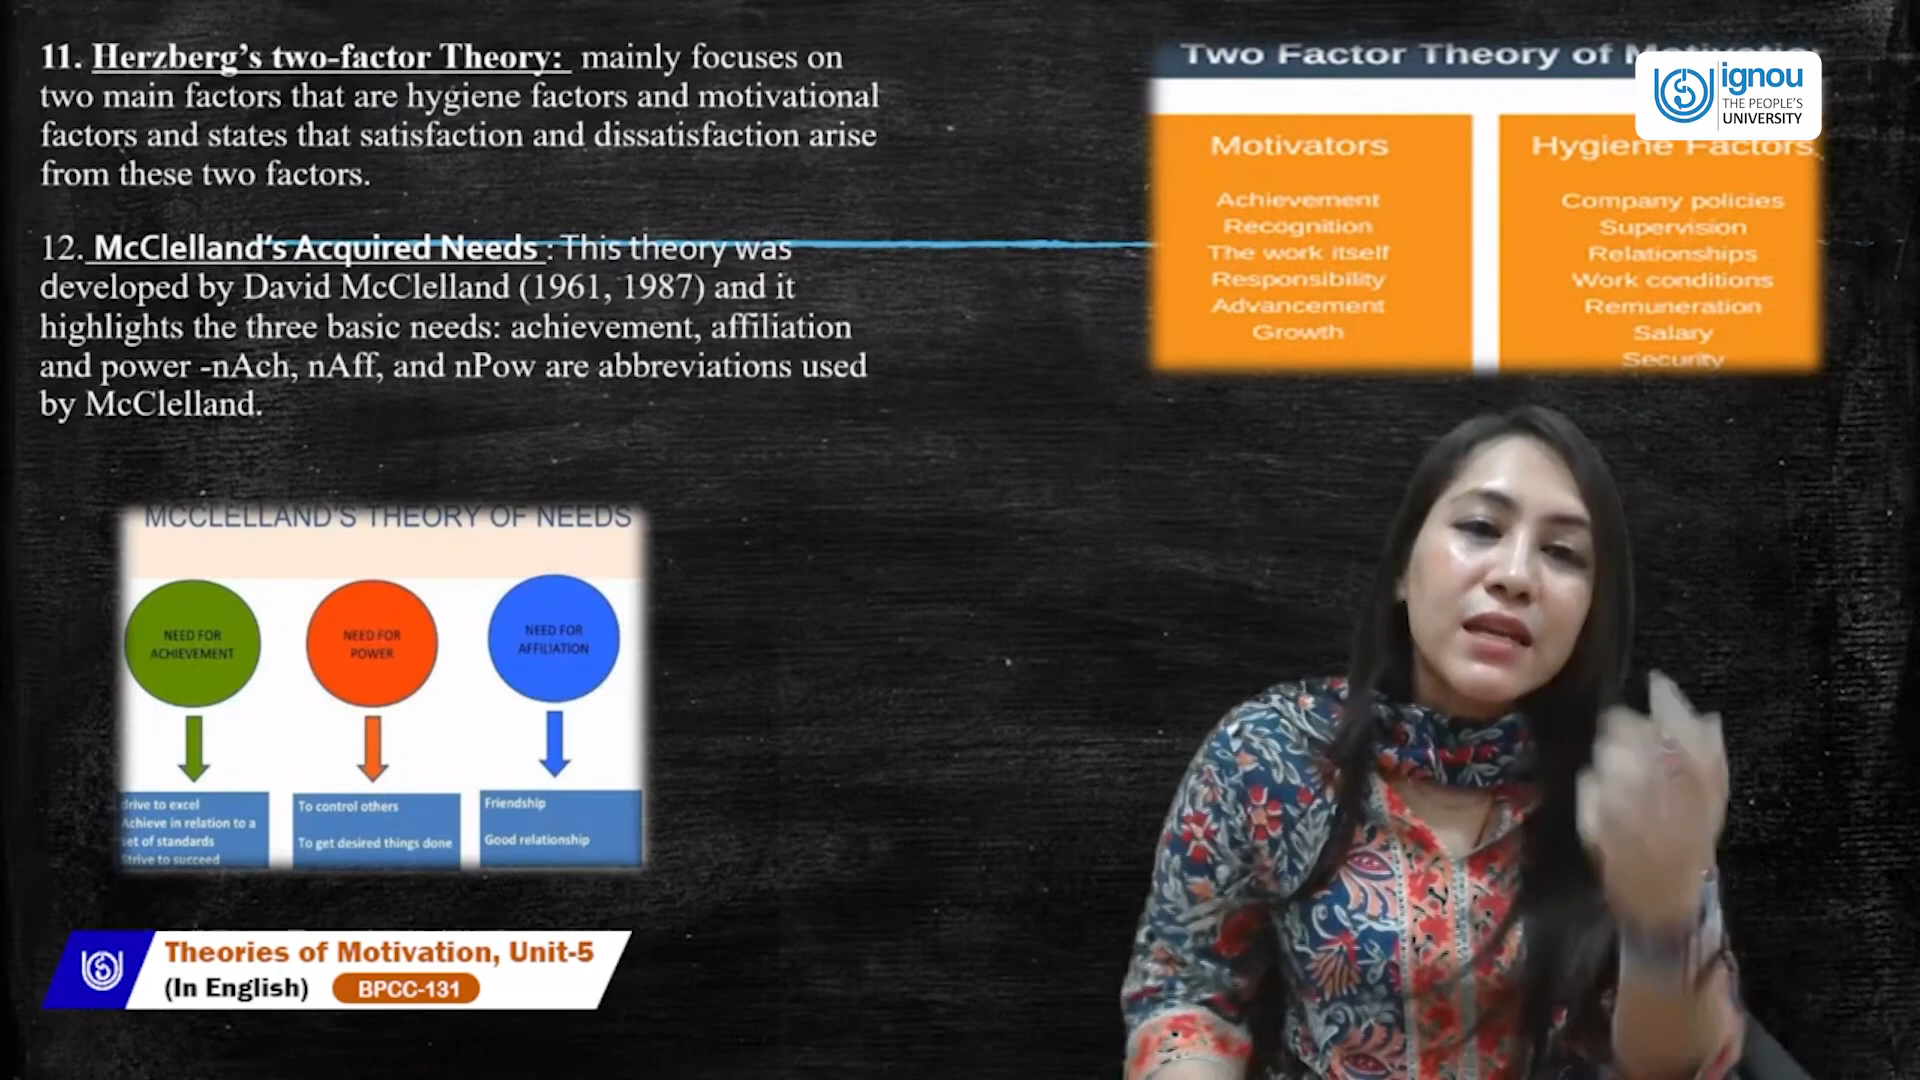 11. Herzberg's two-factor Theory: mainly focuses on
two main factors that are hygiene factors and motivational
factors and states that satisfaction and dissatisfaction arise
from these two factors.
12. McClelland's Acquired Needs : This theory was
developed by David McClelland (1961, 1987) and it
highlights the three basic needs: achievement, affiliation
and power -nAch, nAff, and nPow are abbreviations used
by McClelland.
Two Factor Theory of
ignou
THE PEOPLE'S
UNIVERSITY
Motivators
Achievement
Recognition
The work itself
Responsibility
Advancement
Growth
Hygiene Factors
Company policies
Supervision
Relationships
Work conditions
Remuneration
Salary
Security
MCCLELLAND'S THEORY OF NEEDS
NEED FOR
ACHIEVEMENT
NEED FOR
POWER
NEED FOR
AFFILIATION
drive to excel
Achieve in relation to a
set of standards
Strive to succeed
To control others
To get desired things done
Friendship
Good relationship
Theories of Motivation, Unit-5
(In English) BPCC-131